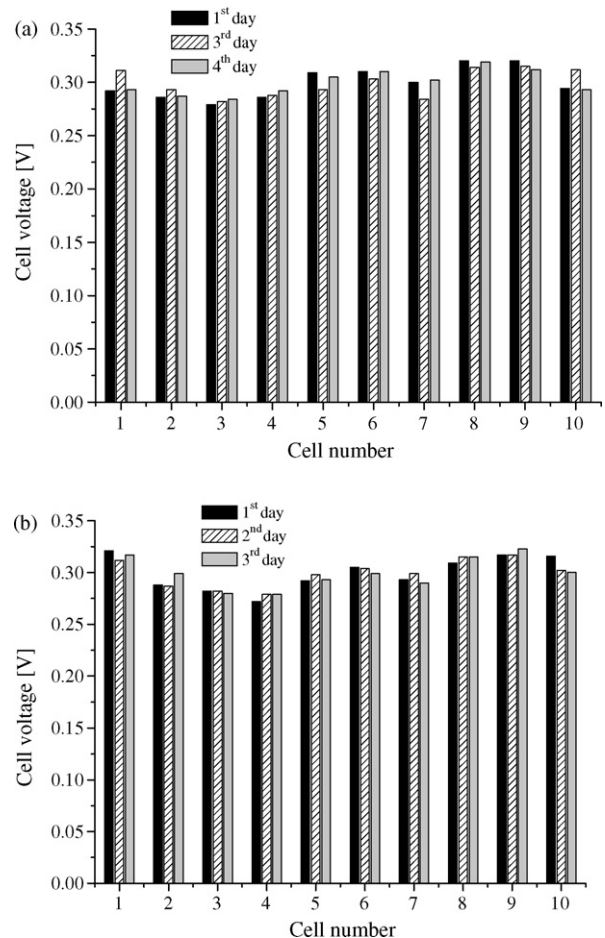 (a)
1st day
3rd day
4th day
0.35
0.30
0.25
0.20
0.15
0.10
0.05
0.00
Cell voltage [V]
1 2 3 4 5 6 7 8 9 10
Cell number
(b)
1st day
2nd day
3rd day
0.35
0.30
0.25
0.20
0.15
0.10
0.05
0.00
Cell voltage [V]
1 2 3 4 5 6 7 8 9 10
Cell number